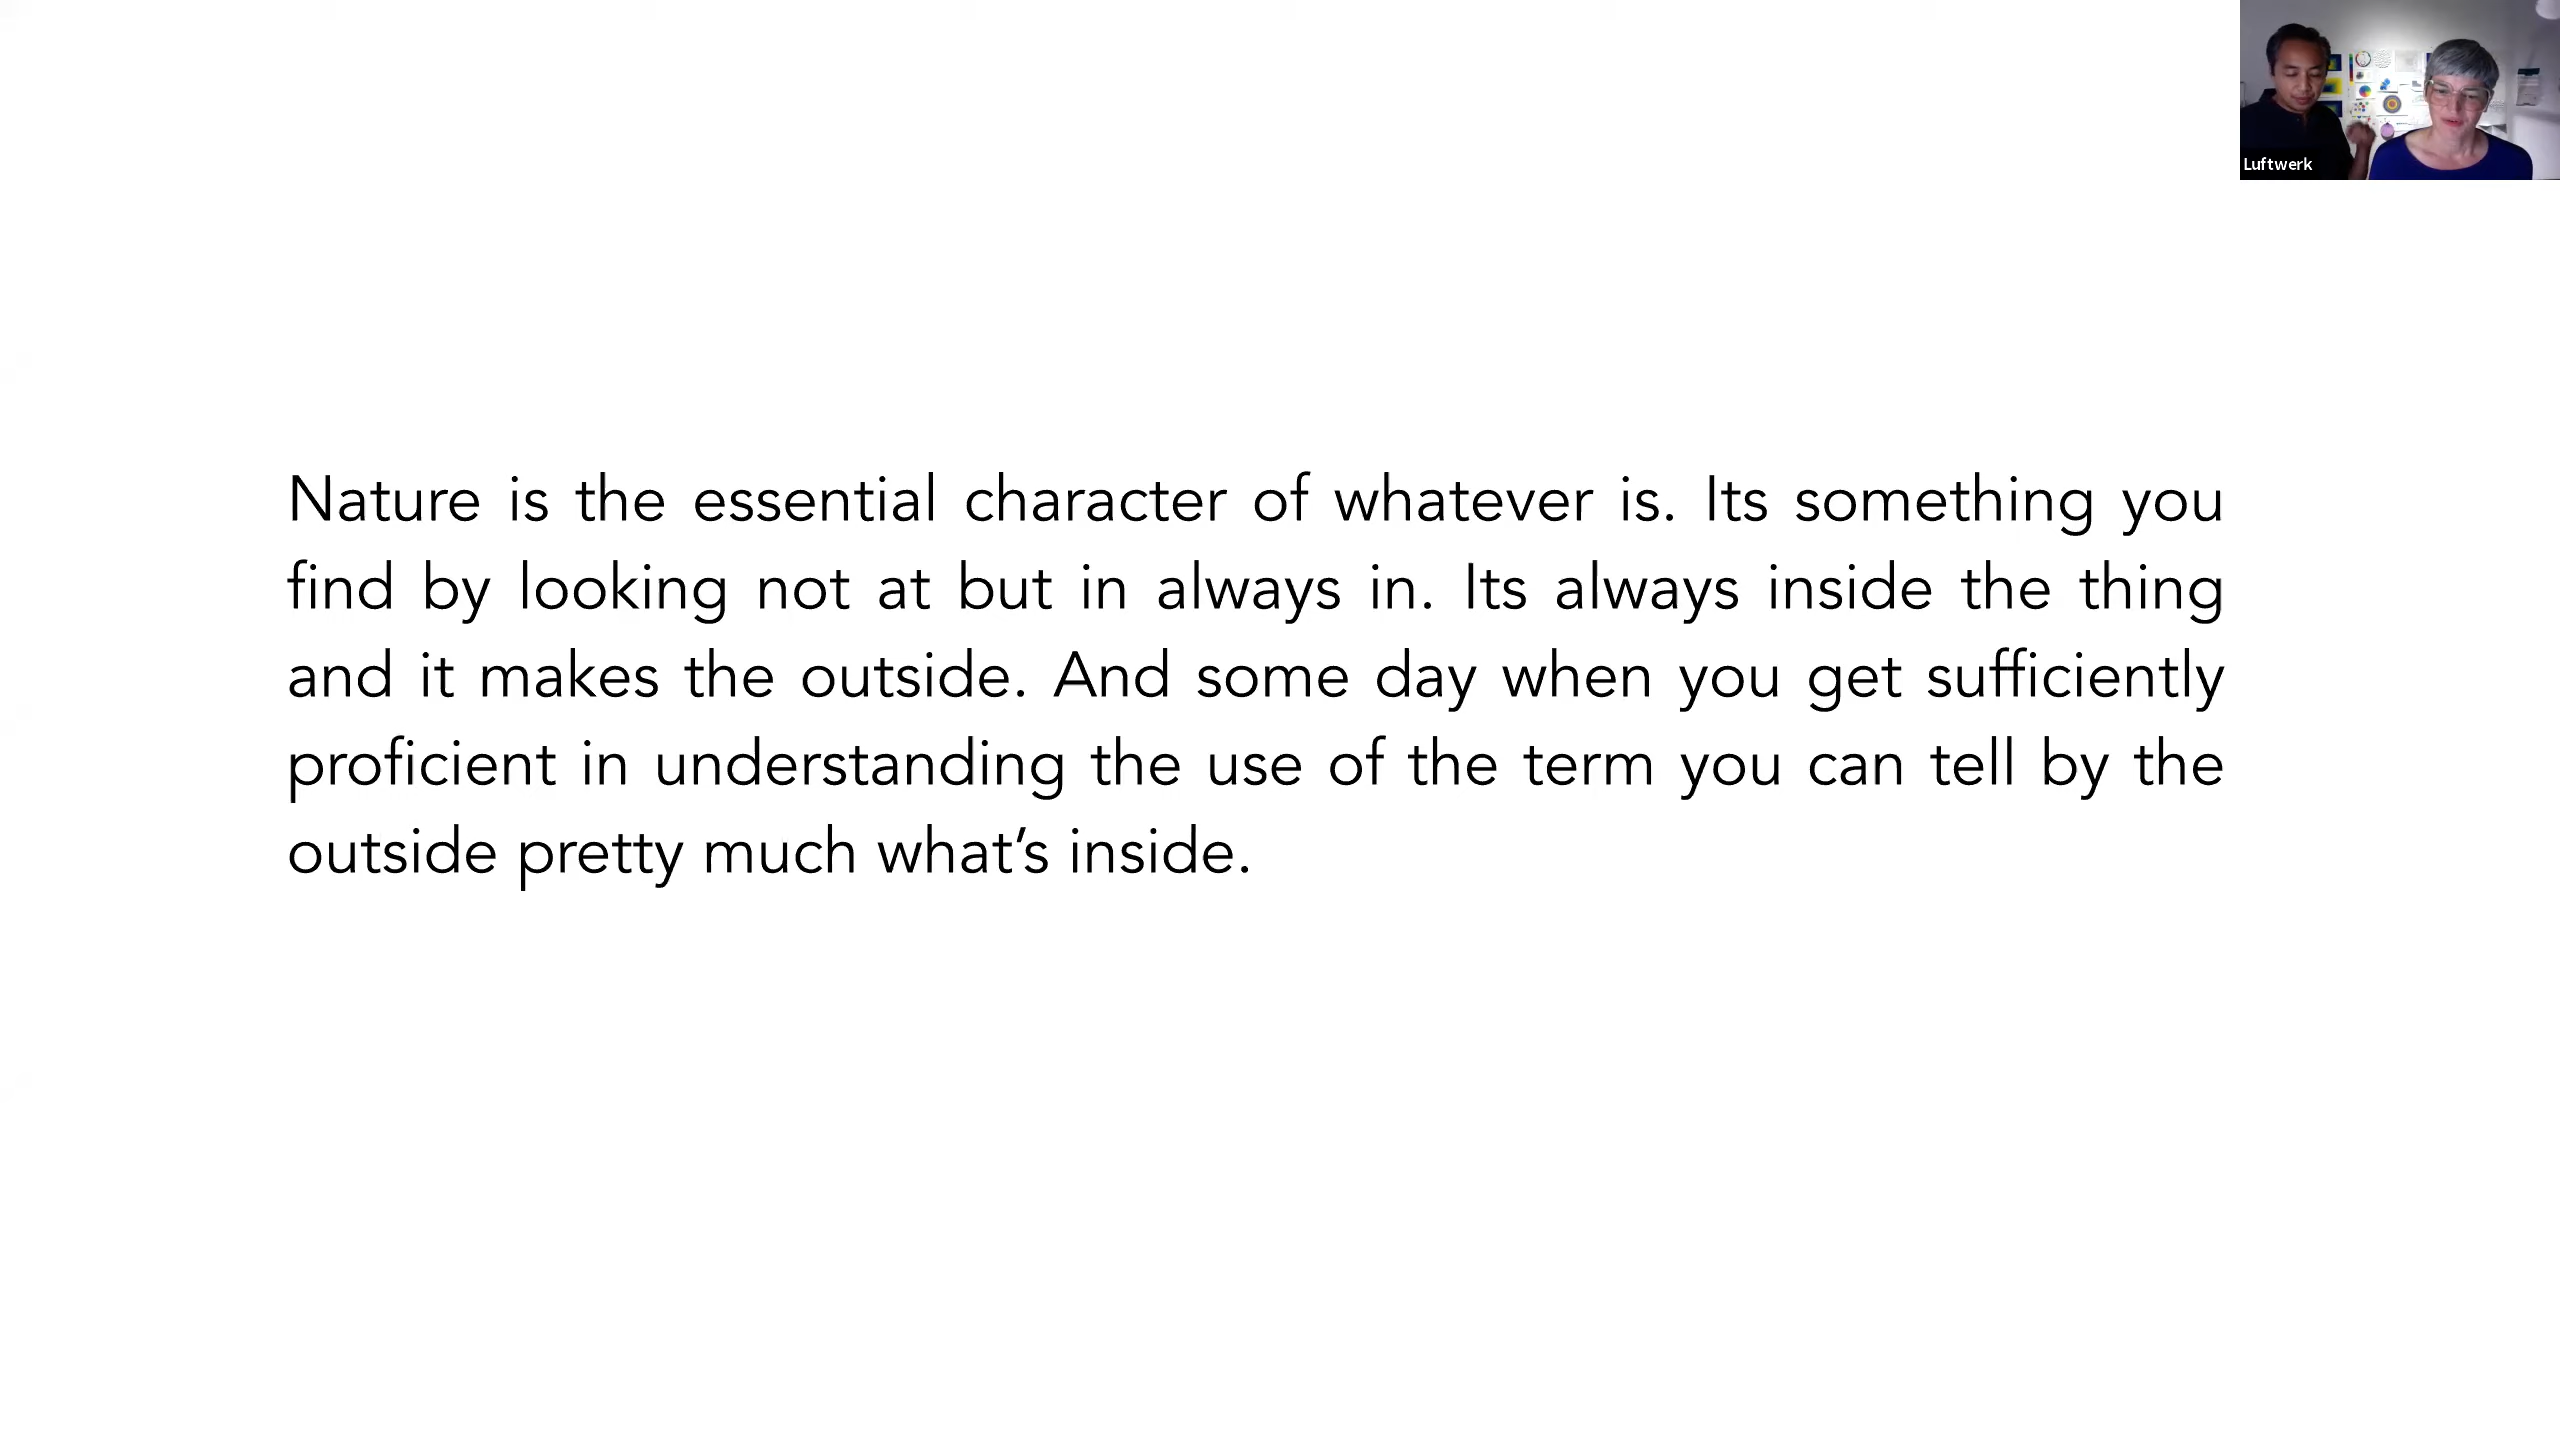 Luftwerk
Nature is the essential character of whatever is. Its something you
find by looking not at but in always in. Its always inside the thing
and it makes the outside. And some day when you get sufficiently
proficient in understanding the use of the term you can tell by the
outside pretty much what’s inside.